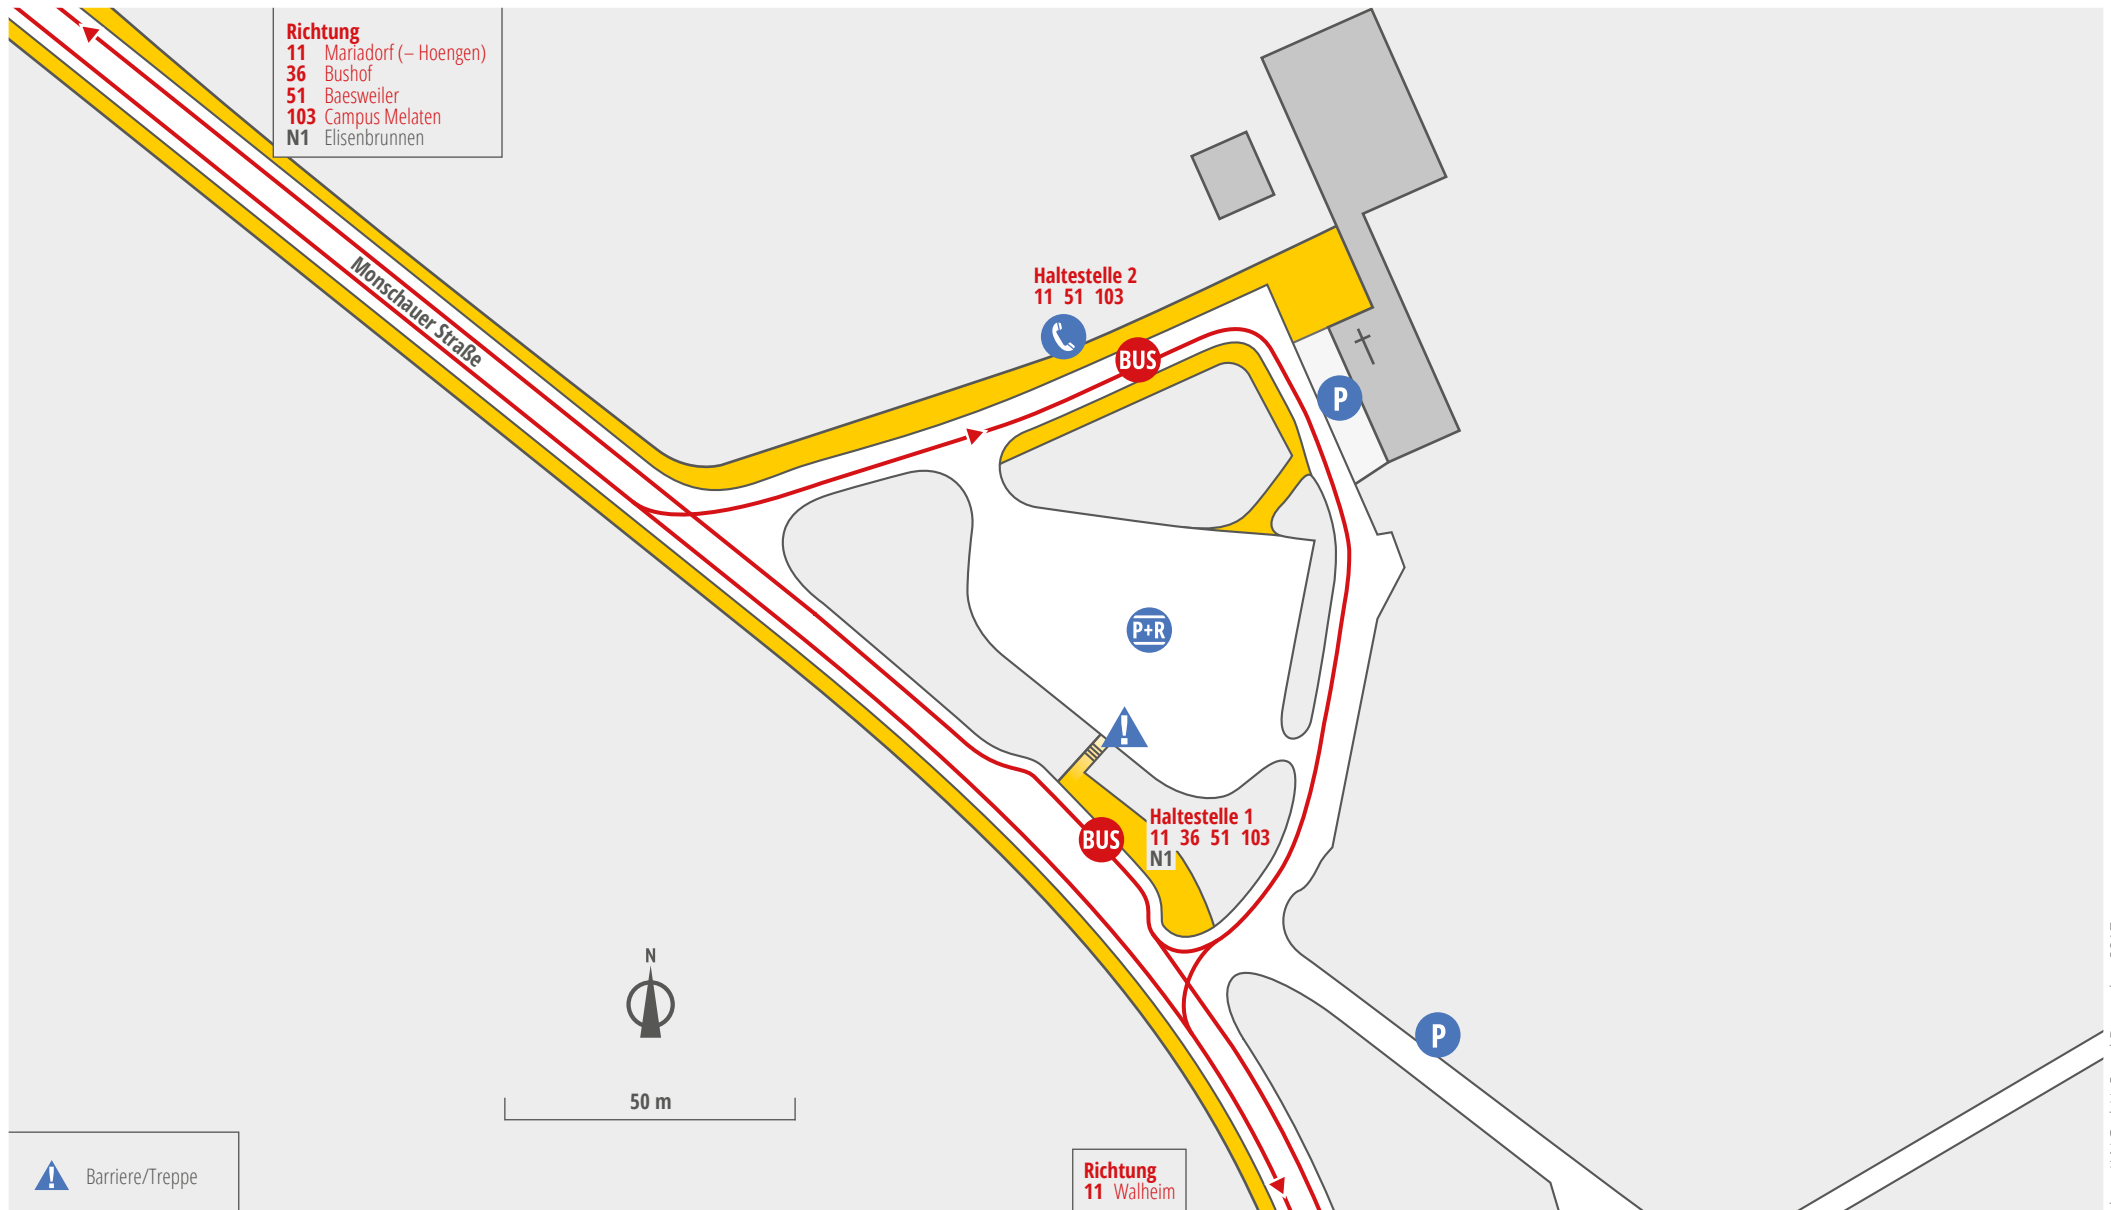 Richtung
11 Mariadorf (– Hoengen)
36 Bushof
51 Baesweiler
103 Campus Melaten
N1 Elisenbrunnen
Monschauer Straße
Haltestelle 2
11 51 103
BUS
P
P+R
!
Haltestelle 1
11 36 51 103
N1
BUS
N
P
50 m
! Barriere/Treppe
Richtung
11 Walheim